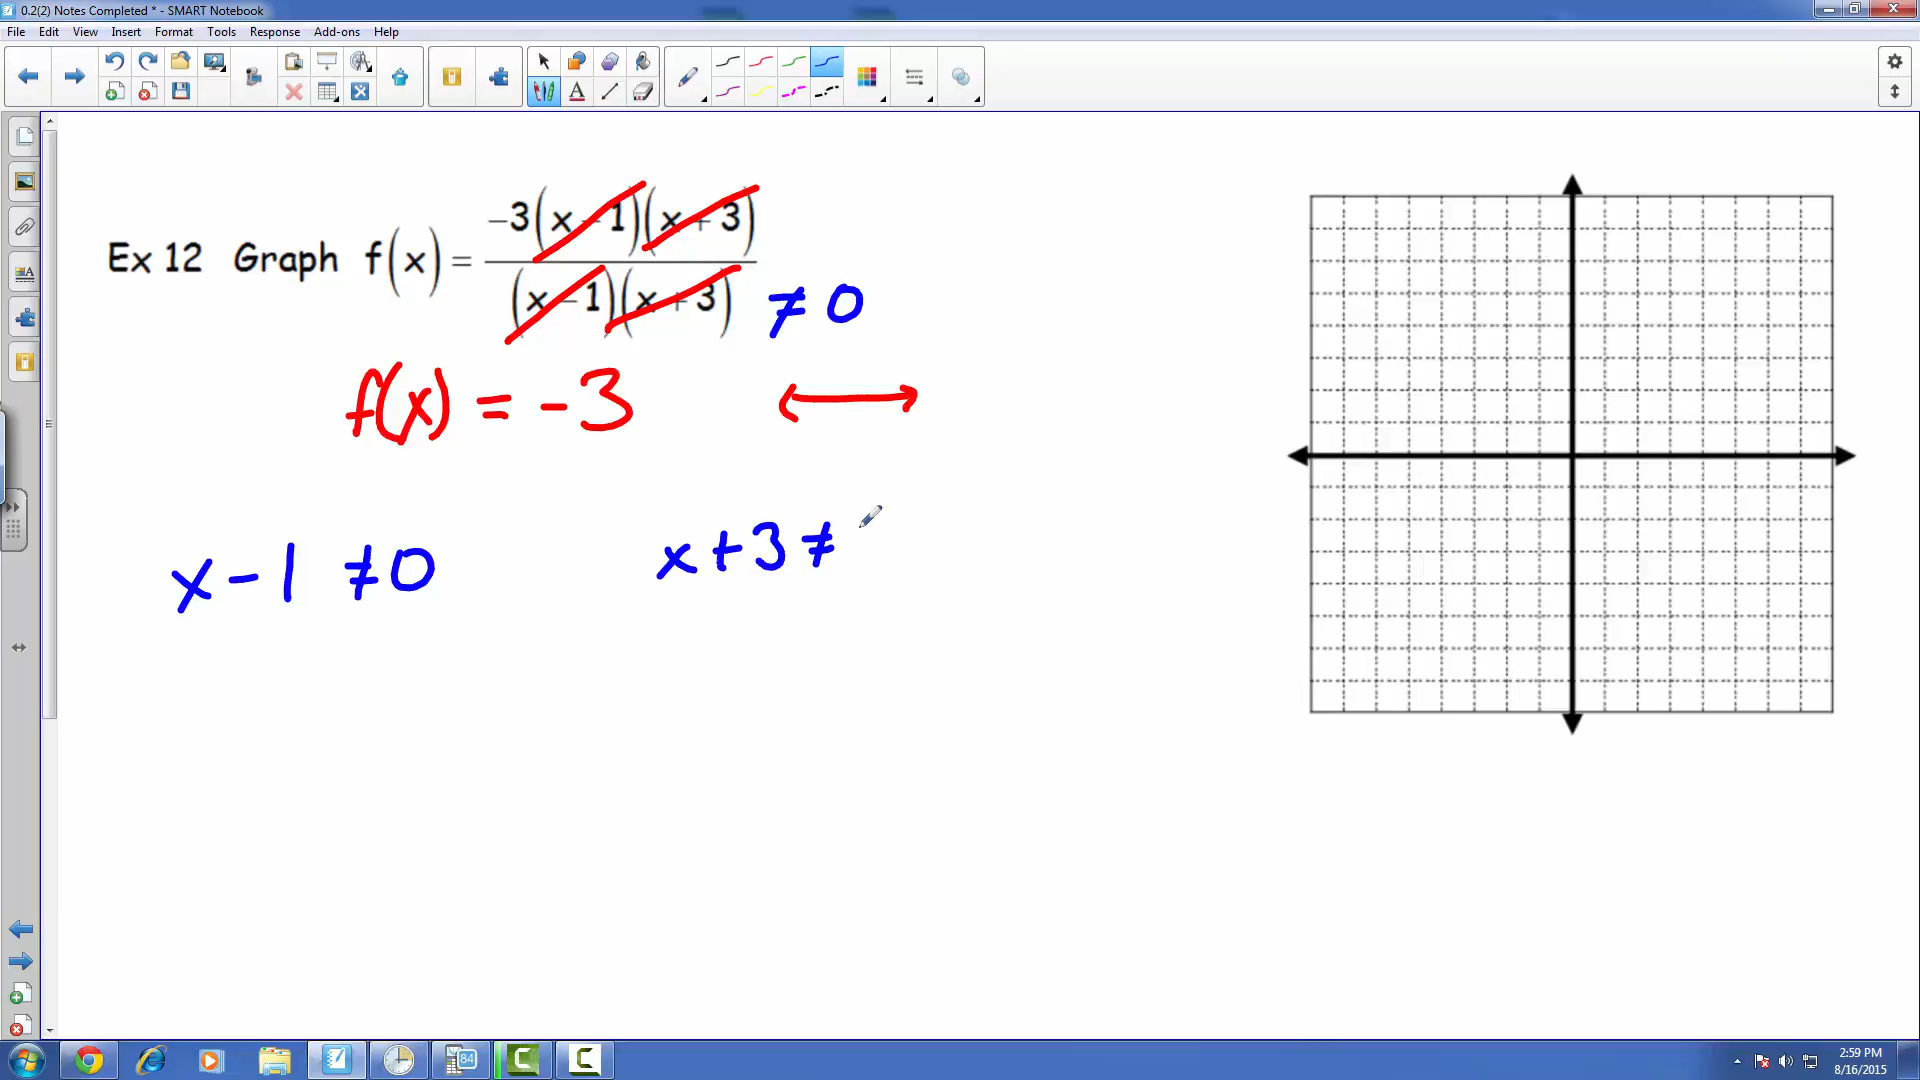 0.2(2) Notes Completed * - SMART Notebook
File Edit View Insert Format Tools Response Add-ons Help
Ex 12 Graph f(x) = -3(x - 1)(x + 3) / (x - 1)(x + 3) ≠ 0
f(x) = -3
x - 1 ≠ 0
x + 3 ≠
84
2:59 PM
8/16/2015